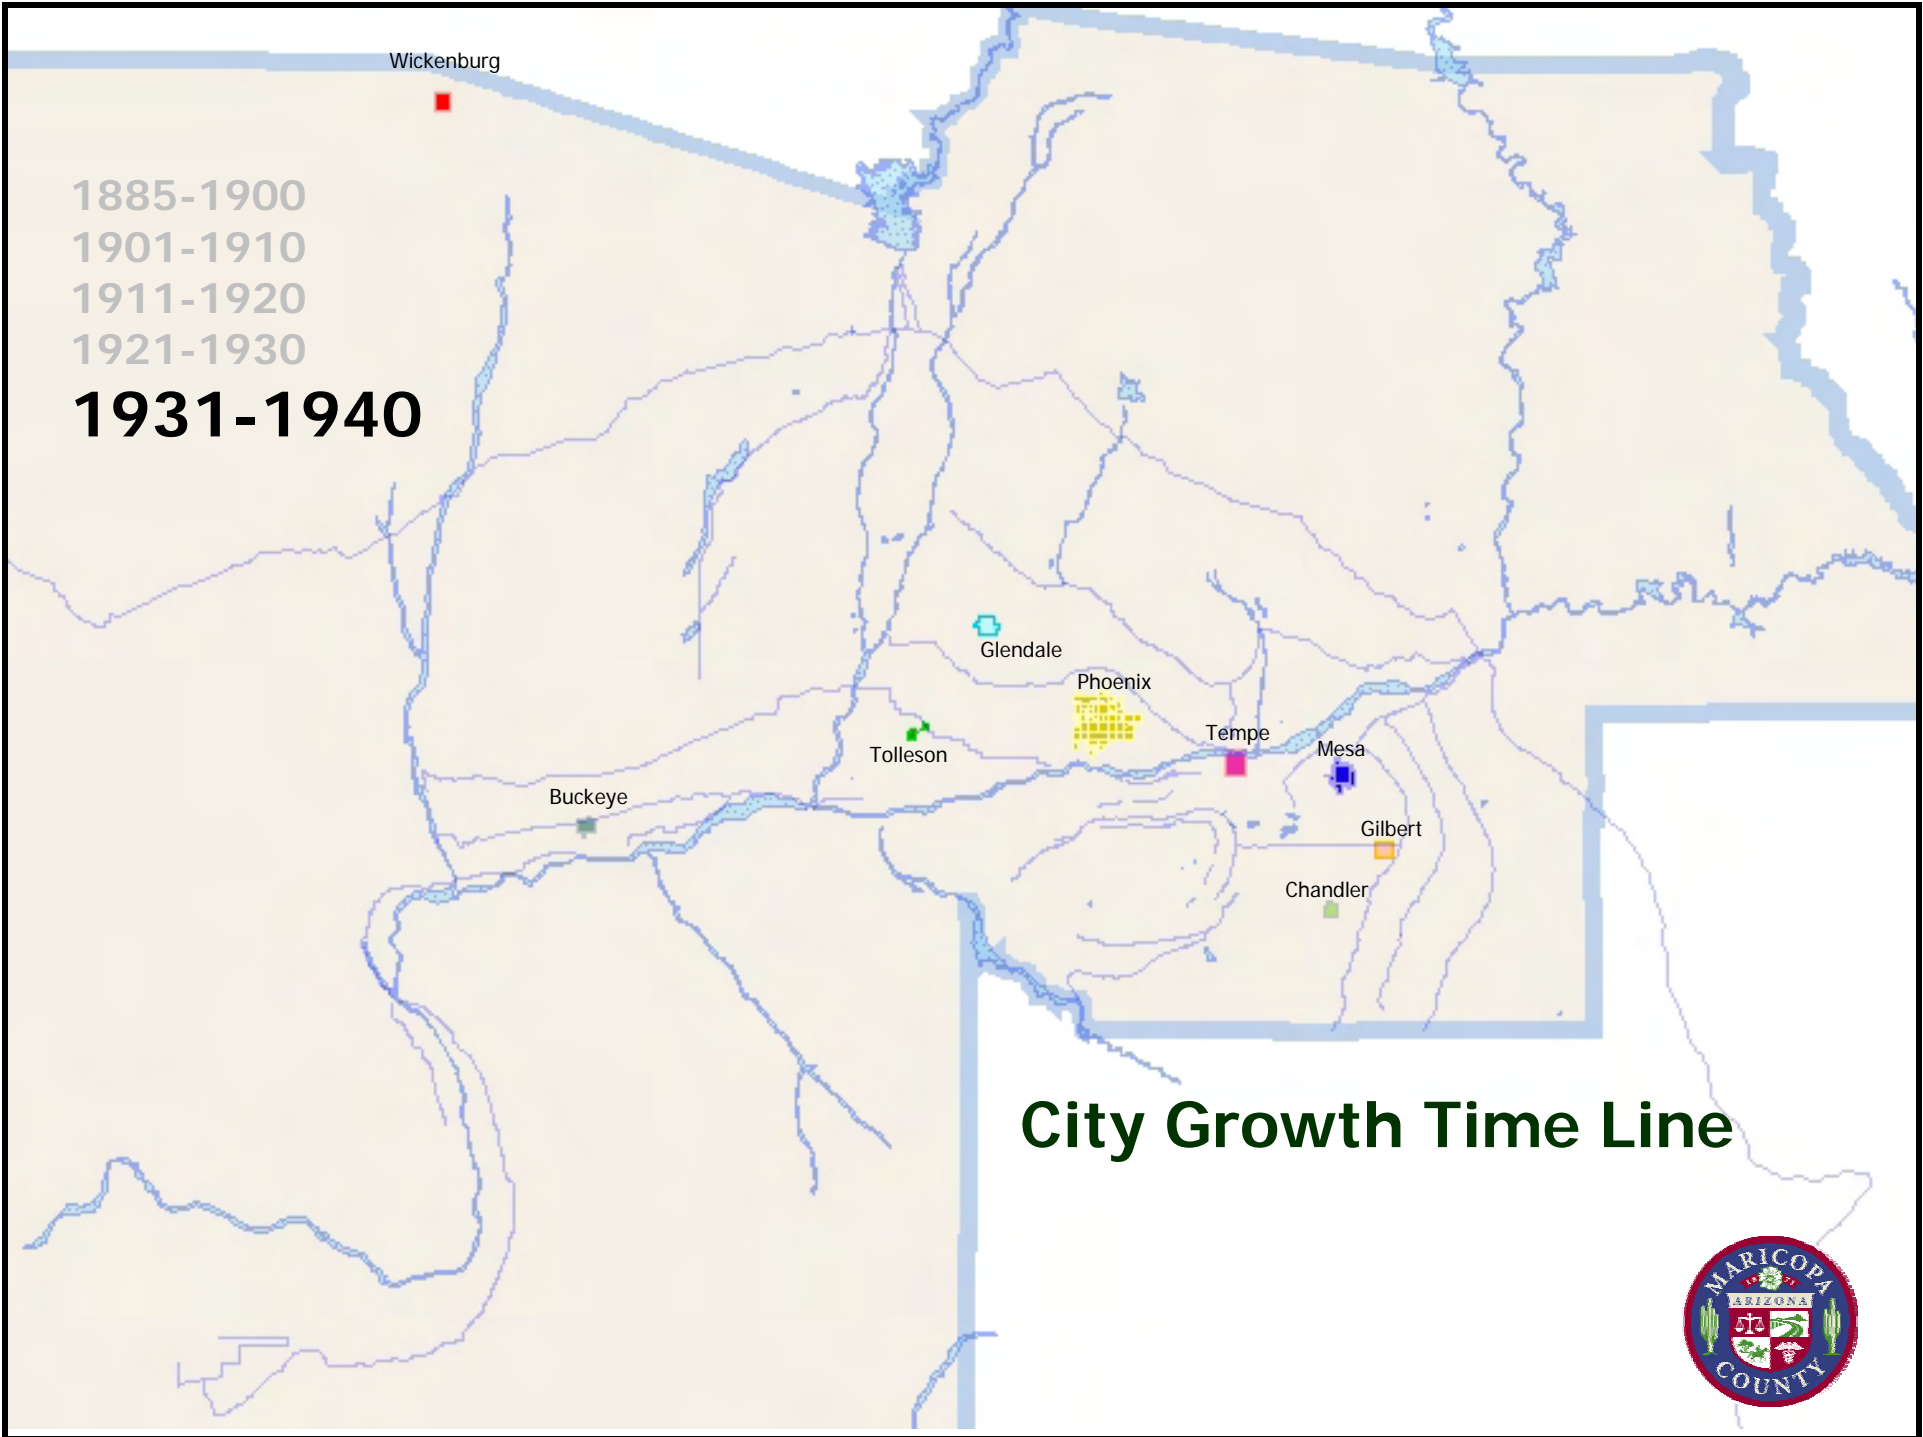 Wickenburg
1885-1900
1901-1910
1911-1920
1921-1930
1931-1940
Glendale
Phoenix
Tempe
Tolleson
Mesa
Buckeye
Gilbert
Chandler
City Growth Time Line
MARICOPA
ARIZONA
COUNTY